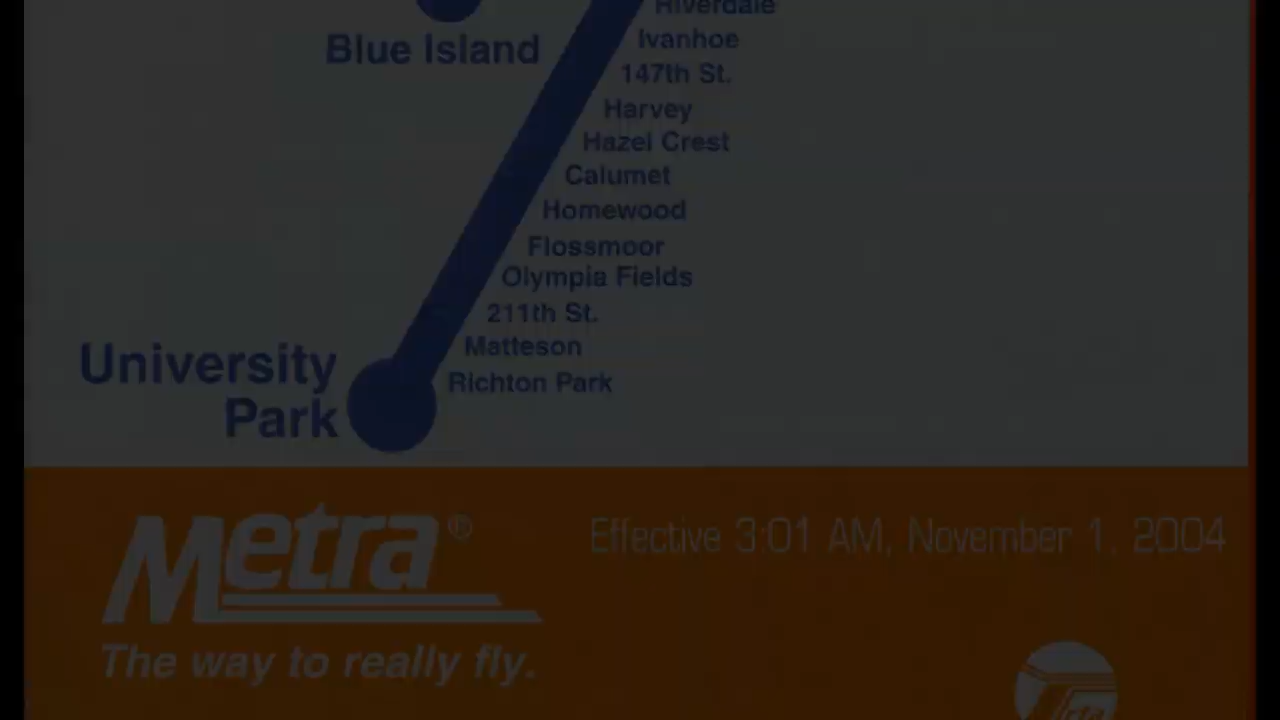 Riverdale
Blue Island
Ivanhoe
147th St.
Harvey
Hazel Crest
Calumet
Homewood
Flossmoor
Olympia Fields
211th St.
Matteson
University
Park
Richton Park
Metra®
Effective 3:01 AM, November 1, 2004
The way to really fly.